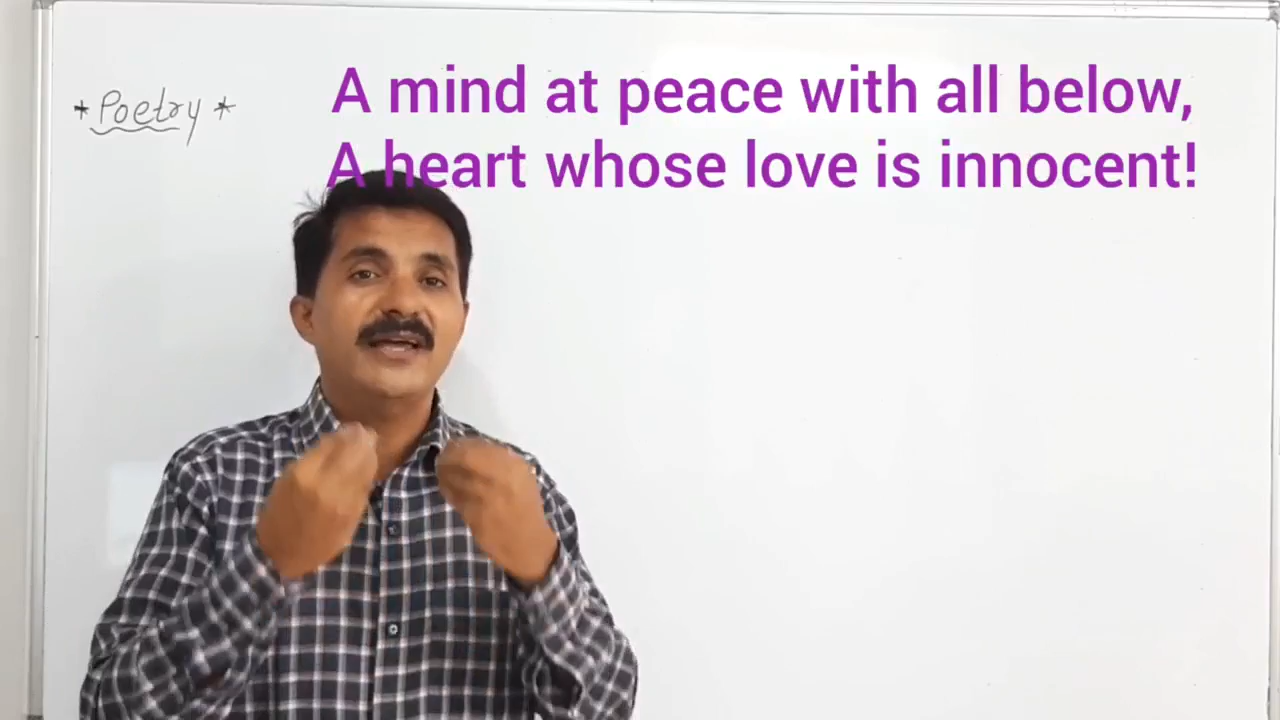 *Poetry*
A mind at peace with all below,
A heart whose love is innocent!